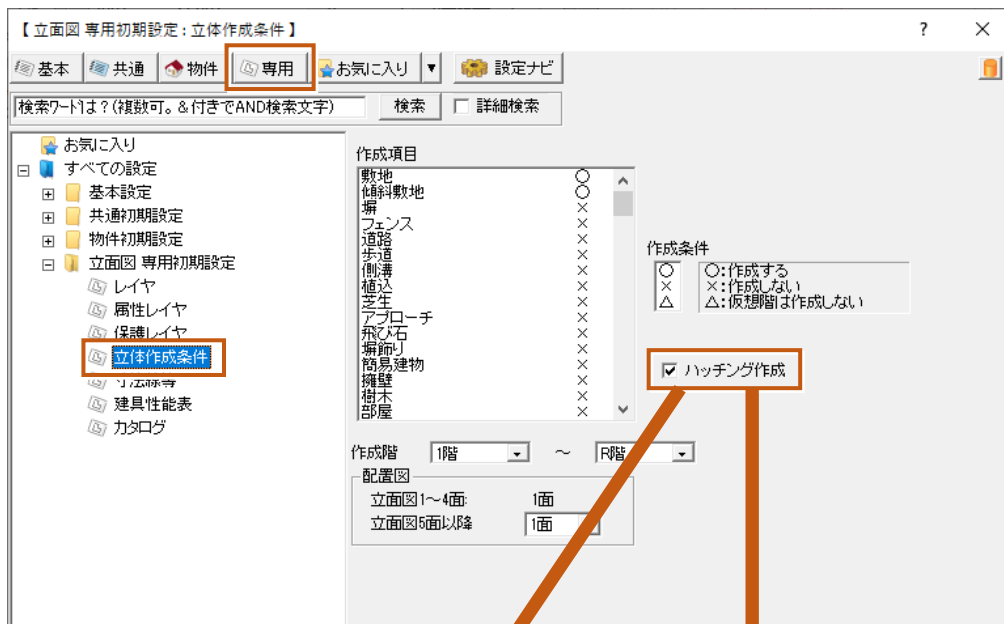 【 立面図 専用初期設定 : 立体作成条件 】
?
基本 共通 物件 専用 お気に入り ▼ 設定ナビ
検索ワードは？(複数可。＆付きでAND検索文字) 検索 詳細検索
お気に入り
すべての設定
基本設定
共通初期設定
物件初期設定
立面図 専用初期設定
レイヤ
属性レイヤ
保護レイヤ
立体作成条件
寸法線等
建具性能表
カタログ
作成項目
敷地 ○
傾斜敷地 ○
塀 ×
フェンス ×
道路 ×
歩道 ×
側溝 ×
植込 ×
芝生 ×
アプローチ ×
飛び石 ×
塀飾り ×
簡易建物 ×
擁壁 ×
樹木 ×
部屋 ×
作成条件
○ ○:作成する
× ×:作成しない
△ △:仮想階は作成しない
ハッチング作成
作成階 1階 ～ R階
配置図
立面図1～4面: 1面
立面図5面以降 1面